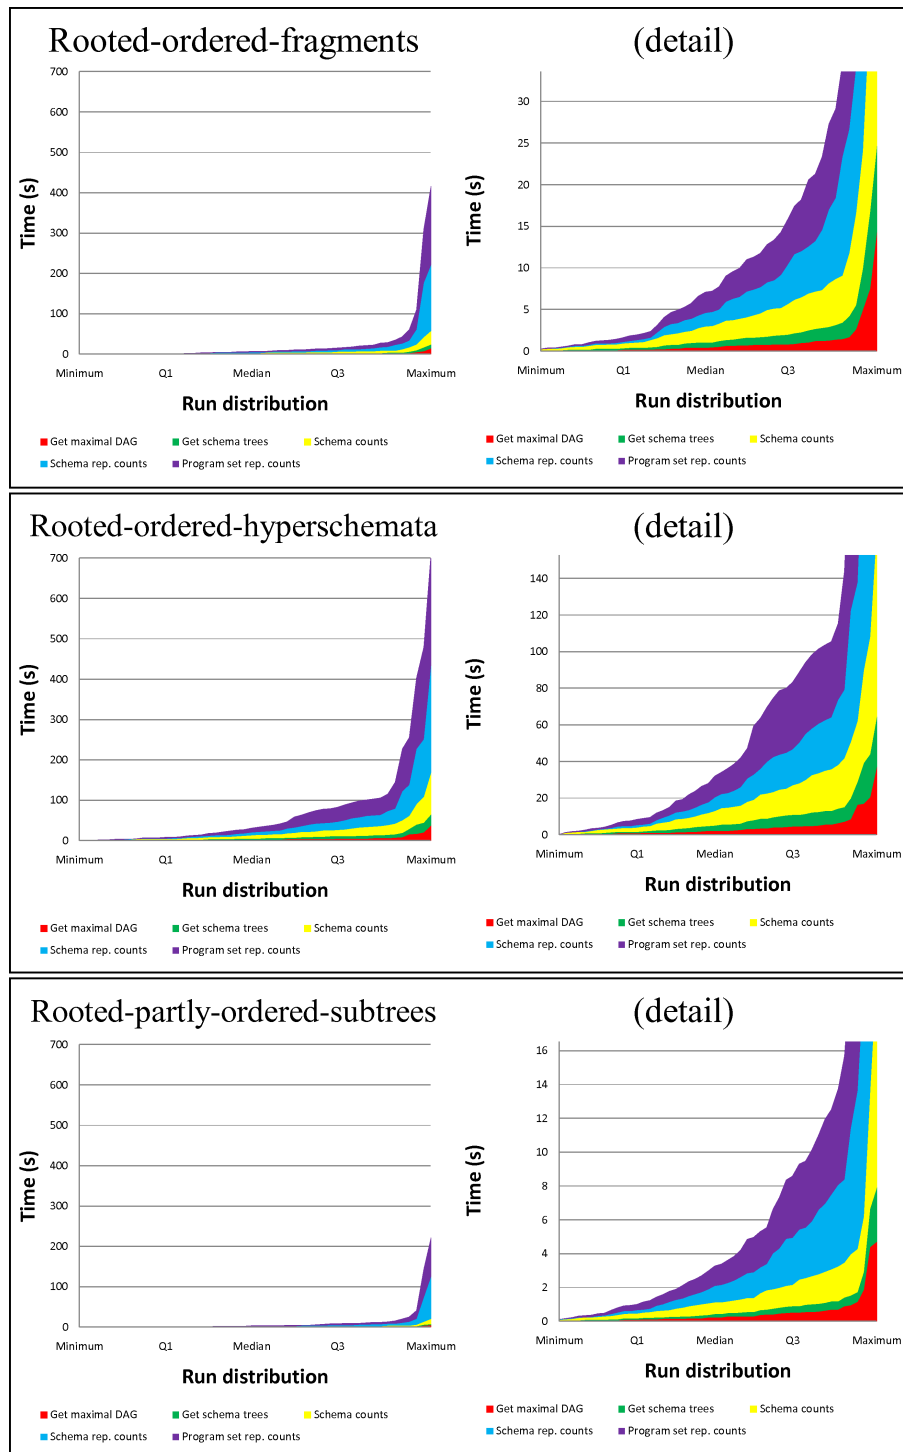 Rooted-ordered-fragments
700
600
500
400
300
200
100
0
Time (s)
Minimum Q1 Median Q3 Maximum
Run distribution
Get maximal DAG Get schema trees Schema counts
Schema rep. counts Program set rep. counts
(detail)
30
25
20
15
10
5
0
Time (s)
Minimum Q1 Median Q3 Maximum
Run distribution
Get maximal DAG Get schema trees Schema counts
Schema rep. counts Program set rep. counts
Rooted-ordered-hyperschemata
700
600
500
400
300
200
100
0
Time (s)
Minimum Q1 Median Q3 Maximum
Run distribution
Get maximal DAG Get schema trees Schema counts
Schema rep. counts Program set rep. counts
(detail)
140
120
100
80
60
40
20
0
Time (s)
Minimum Q1 Median Q3 Maximum
Run distribution
Get maximal DAG Get schema trees Schema counts
Schema rep. counts Program set rep. counts
Rooted-partly-ordered-subtrees
700
600
500
400
300
200
100
0
Time (s)
Minimum Q1 Median Q3 Maximum
Run distribution
Get maximal DAG Get schema trees Schema counts
Schema rep. counts Program set rep. counts
(detail)
16
14
12
10
8
6
4
2
0
Time (s)
Minimum Q1 Median Q3 Maximum
Run distribution
Get maximal DAG Get schema trees Schema counts
Schema rep. counts Program set rep. counts